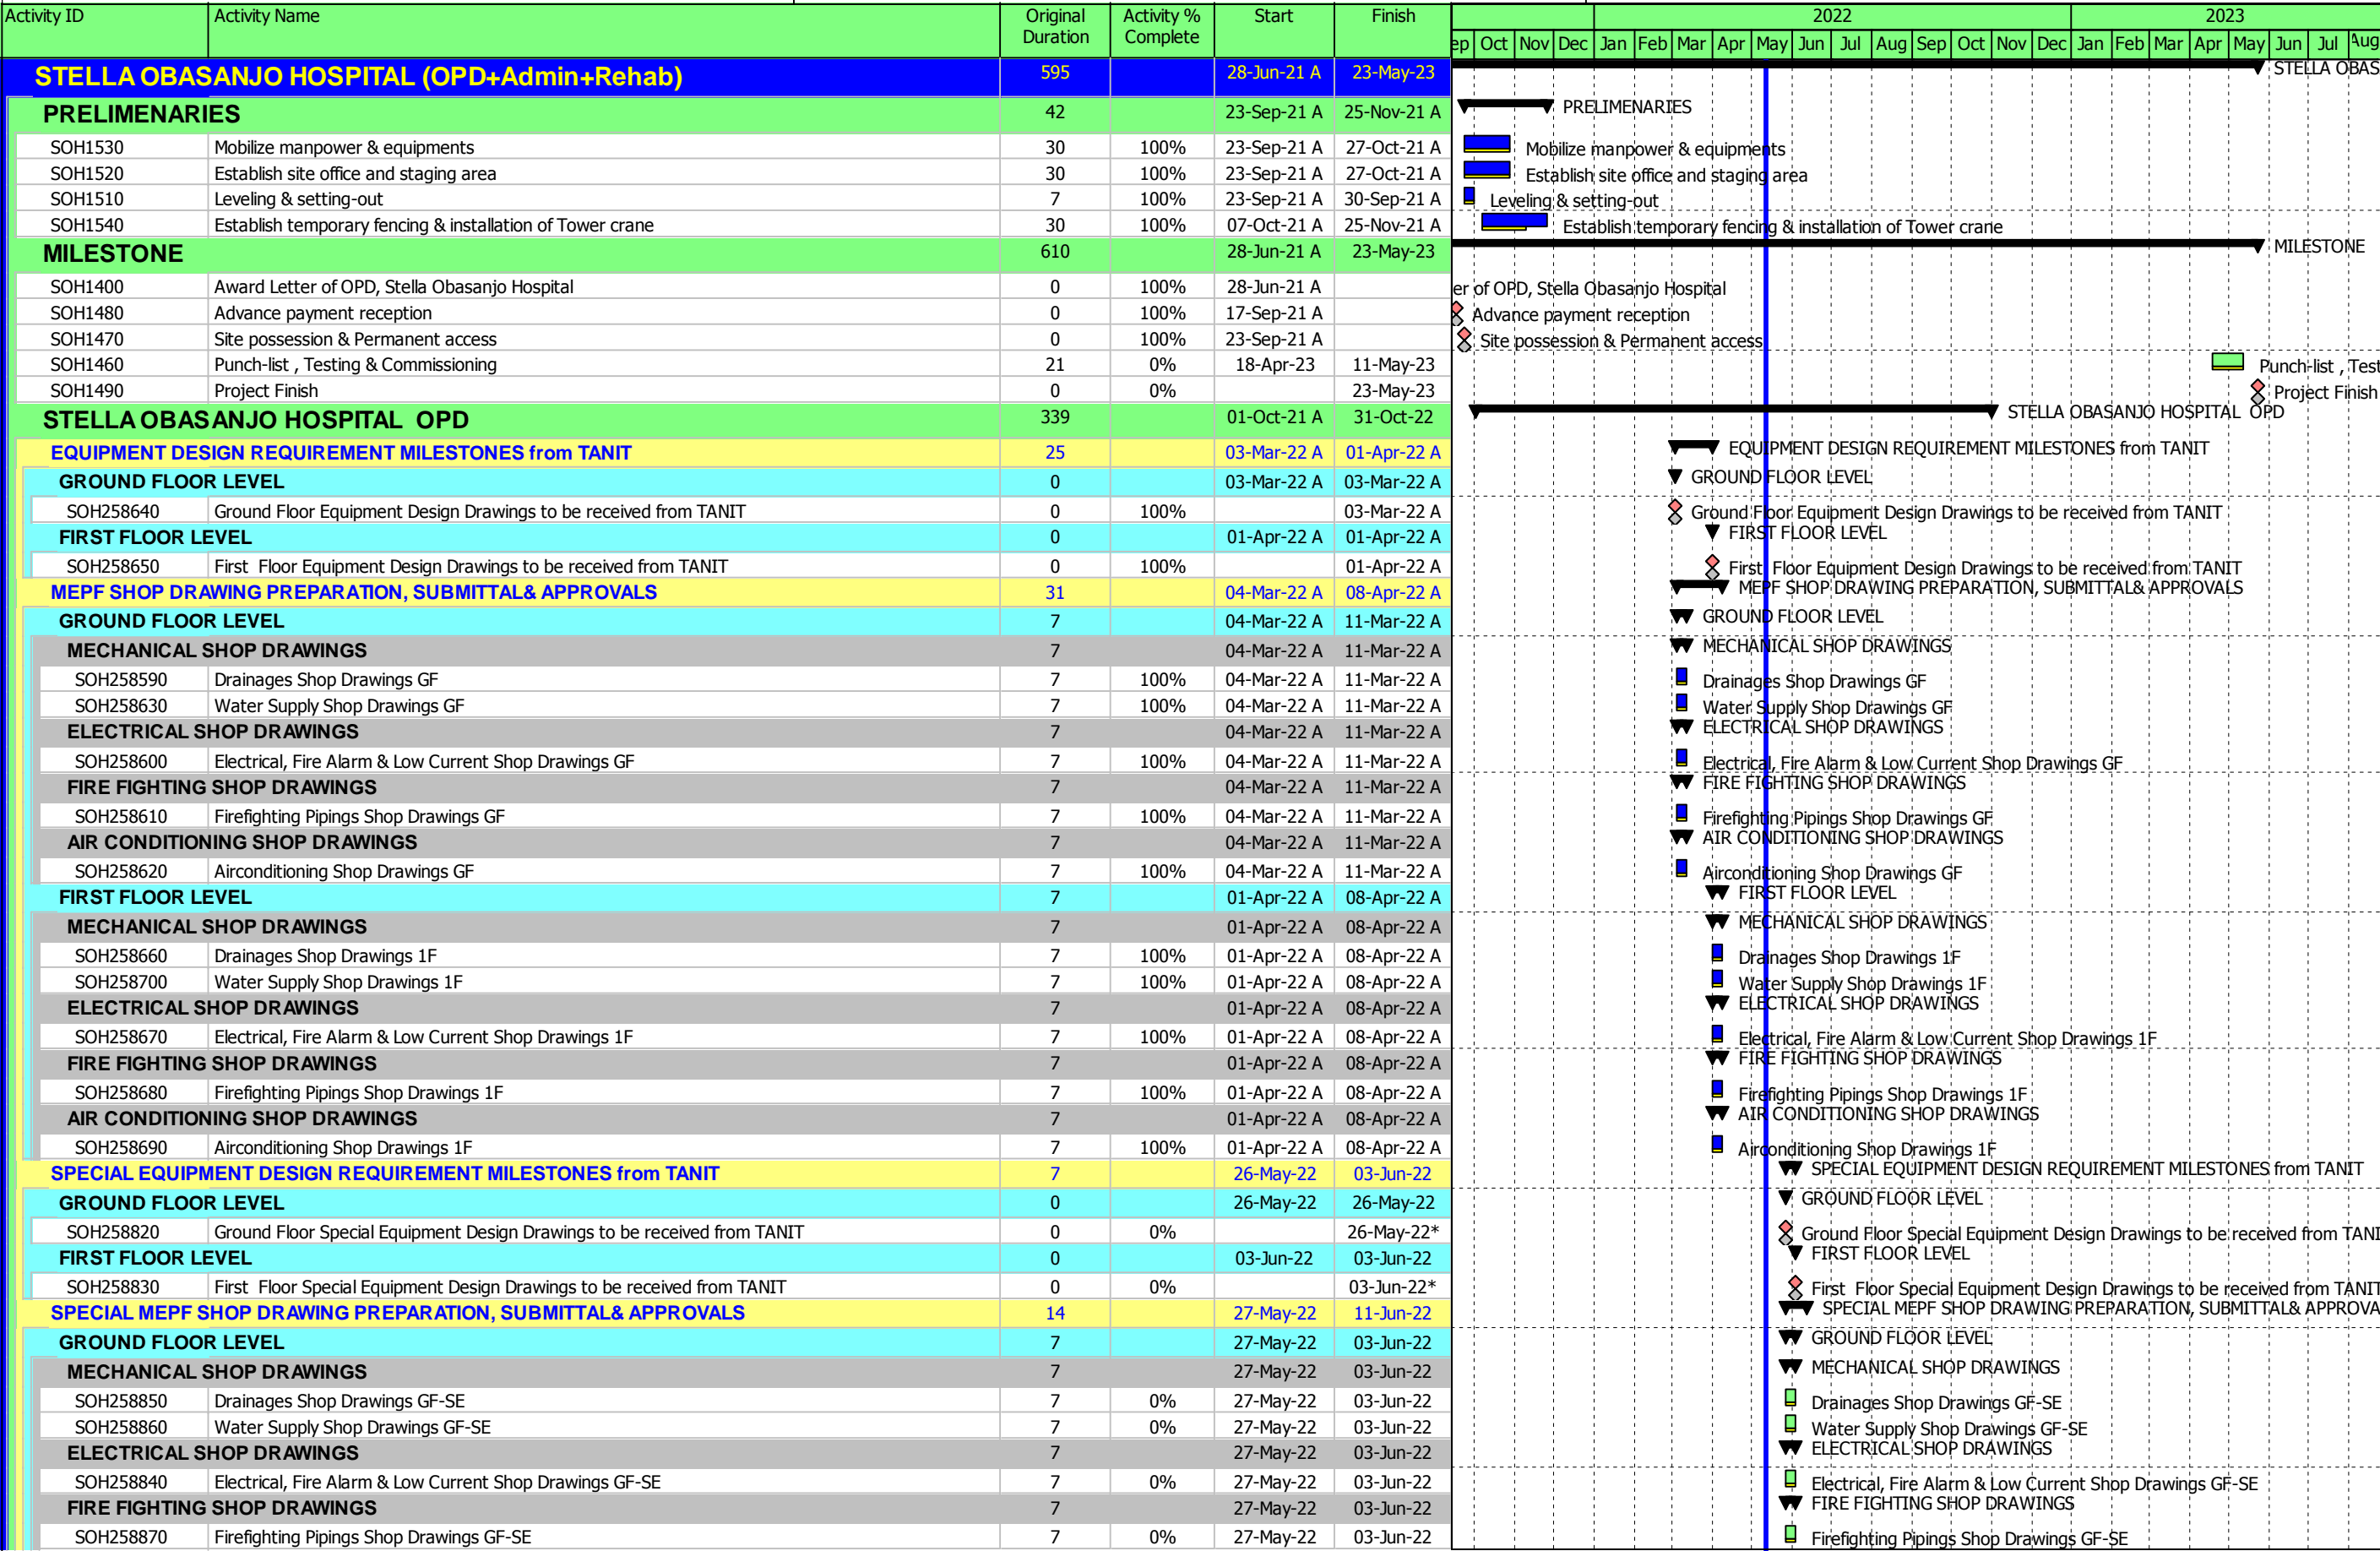 Activity ID Activity Name Original Duration Activity % Complete Start Finish
2022 2023
ep Oct Nov Dec Jan Feb Mar Apr May Jun Jul Aug Sep Oct Nov Dec Jan Feb Mar Apr May Jun Jul Aug
STELLA OBASANJO HOSPITAL (OPD+Admin+Rehab) 595 28-Jun-21 A 23-May-23 STELLA OBAS
PRELIMENARIES 42 23-Sep-21 A 25-Nov-21 A PRELIMENARIES
SOH1530 Mobilize manpower & equipments 30 100% 23-Sep-21 A 27-Oct-21 A Mobilize manpower & equipments
SOH1520 Establish site office and staging area 30 100% 23-Sep-21 A 27-Oct-21 A Establish site office and staging area
SOH1510 Leveling & setting-out 7 100% 23-Sep-21 A 30-Sep-21 A Leveling & setting-out
SOH1540 Establish temporary fencing & installation of Tower crane 30 100% 07-Oct-21 A 25-Nov-21 A Establish temporary fencing & installation of Tower crane
MILESTONE 610 28-Jun-21 A 23-May-23 MILESTONE
SOH1400 Award Letter of OPD, Stella Obasanjo Hospital 0 100% 28-Jun-21 A er of OPD, Stella Obasanjo Hospital
SOH1480 Advance payment reception 0 100% 17-Sep-21 A Advance payment reception
SOH1470 Site possession & Permanent access 0 100% 23-Sep-21 A Site possession & Permanent access
SOH1460 Punch-list , Testing & Commissioning 21 0% 18-Apr-23 11-May-23 Punch-list , Test
SOH1490 Project Finish 0 0% 23-May-23 Project Finish
STELLA OBASANJO HOSPITAL OPD 339 01-Oct-21 A 31-Oct-22 STELLA OBASANJO HOSPITAL OPD
EQUIPMENT DESIGN REQUIREMENT MILESTONES from TANIT 25 03-Mar-22 A 01-Apr-22 A EQUIPMENT DESIGN REQUIREMENT MILESTONES from TANIT
GROUND FLOOR LEVEL 0 03-Mar-22 A 03-Mar-22 A GROUND FLOOR LEVEL
SOH258640 Ground Floor Equipment Design Drawings to be received from TANIT 0 100% 03-Mar-22 A Ground Floor Equipment Design Drawings to be received from TANIT
FIRST FLOOR LEVEL 0 01-Apr-22 A 01-Apr-22 A FIRST FLOOR LEVEL
SOH258650 First Floor Equipment Design Drawings to be received from TANIT 0 100% 01-Apr-22 A First Floor Equipment Design Drawings to be received from TANIT
MEPF SHOP DRAWING PREPARATION, SUBMITTAL& APPROVALS 31 04-Mar-22 A 08-Apr-22 A MEPF SHOP DRAWING PREPARATION, SUBMITTAL& APPROVALS
GROUND FLOOR LEVEL 7 04-Mar-22 A 11-Mar-22 A GROUND FLOOR LEVEL
MECHANICAL SHOP DRAWINGS 7 04-Mar-22 A 11-Mar-22 A MECHANICAL SHOP DRAWINGS
SOH258590 Drainages Shop Drawings GF 7 100% 04-Mar-22 A 11-Mar-22 A Drainages Shop Drawings GF
SOH258630 Water Supply Shop Drawings GF 7 100% 04-Mar-22 A 11-Mar-22 A Water Supply Shop Drawings GF
ELECTRICAL SHOP DRAWINGS 7 04-Mar-22 A 11-Mar-22 A ELECTRICAL SHOP DRAWINGS
SOH258600 Electrical, Fire Alarm & Low Current Shop Drawings GF 7 100% 04-Mar-22 A 11-Mar-22 A Electrical, Fire Alarm & Low Current Shop Drawings GF
FIRE FIGHTING SHOP DRAWINGS 7 04-Mar-22 A 11-Mar-22 A FIRE FIGHTING SHOP DRAWINGS
SOH258610 Firefighting Pipings Shop Drawings GF 7 100% 04-Mar-22 A 11-Mar-22 A Firefighting Pipings Shop Drawings GF
AIR CONDITIONING SHOP DRAWINGS 7 04-Mar-22 A 11-Mar-22 A AIR CONDITIONING SHOP DRAWINGS
SOH258620 Airconditioning Shop Drawings GF 7 100% 04-Mar-22 A 11-Mar-22 A Airconditioning Shop Drawings GF
FIRST FLOOR LEVEL 7 01-Apr-22 A 08-Apr-22 A FIRST FLOOR LEVEL
MECHANICAL SHOP DRAWINGS 7 01-Apr-22 A 08-Apr-22 A MECHANICAL SHOP DRAWINGS
SOH258660 Drainages Shop Drawings 1F 7 100% 01-Apr-22 A 08-Apr-22 A Drainages Shop Drawings 1F
SOH258700 Water Supply Shop Drawings 1F 7 100% 01-Apr-22 A 08-Apr-22 A Water Supply Shop Drawings 1F
ELECTRICAL SHOP DRAWINGS 7 01-Apr-22 A 08-Apr-22 A ELECTRICAL SHOP DRAWINGS
SOH258670 Electrical, Fire Alarm & Low Current Shop Drawings 1F 7 100% 01-Apr-22 A 08-Apr-22 A Electrical, Fire Alarm & Low Current Shop Drawings 1F
FIRE FIGHTING SHOP DRAWINGS 7 01-Apr-22 A 08-Apr-22 A FIRE FIGHTING SHOP DRAWINGS
SOH258680 Firefighting Pipings Shop Drawings 1F 7 100% 01-Apr-22 A 08-Apr-22 A Firefighting Pipings Shop Drawings 1F
AIR CONDITIONING SHOP DRAWINGS 7 01-Apr-22 A 08-Apr-22 A AIR CONDITIONING SHOP DRAWINGS
SOH258690 Airconditioning Shop Drawings 1F 7 100% 01-Apr-22 A 08-Apr-22 A Airconditioning Shop Drawings 1F
SPECIAL EQUIPMENT DESIGN REQUIREMENT MILESTONES from TANIT 7 26-May-22 03-Jun-22 SPECIAL EQUIPMENT DESIGN REQUIREMENT MILESTONES from TANIT
GROUND FLOOR LEVEL 0 26-May-22 26-May-22 GROUND FLOOR LEVEL
SOH258820 Ground Floor Special Equipment Design Drawings to be received from TANIT 0 0% 26-May-22* Ground Floor Special Equipment Design Drawings to be received from TANI
FIRST FLOOR LEVEL 0 03-Jun-22 03-Jun-22 FIRST FLOOR LEVEL
SOH258830 First Floor Special Equipment Design Drawings to be received from TANIT 0 0% 03-Jun-22* First Floor Special Equipment Design Drawings to be received from TANIT
SPECIAL MEPF SHOP DRAWING PREPARATION, SUBMITTAL& APPROVALS 14 27-May-22 11-Jun-22 SPECIAL MEPF SHOP DRAWING PREPARATION, SUBMITTAL& APPROVA
GROUND FLOOR LEVEL 7 27-May-22 03-Jun-22 GROUND FLOOR LEVEL
MECHANICAL SHOP DRAWINGS 7 27-May-22 03-Jun-22 MECHANICAL SHOP DRAWINGS
SOH258850 Drainages Shop Drawings GF-SE 7 0% 27-May-22 03-Jun-22 Drainages Shop Drawings GF-SE
SOH258860 Water Supply Shop Drawings GF-SE 7 0% 27-May-22 03-Jun-22 Water Supply Shop Drawings GF-SE
ELECTRICAL SHOP DRAWINGS 7 27-May-22 03-Jun-22 ELECTRICAL SHOP DRAWINGS
SOH258840 Electrical, Fire Alarm & Low Current Shop Drawings GF-SE 7 0% 27-May-22 03-Jun-22 Electrical, Fire Alarm & Low Current Shop Drawings GF-SE
FIRE FIGHTING SHOP DRAWINGS 7 27-May-22 03-Jun-22 FIRE FIGHTING SHOP DRAWINGS
SOH258870 Firefighting Pipings Shop Drawings GF-SE 7 0% 27-May-22 03-Jun-22 Firefighting Pipings Shop Drawings GF-SE